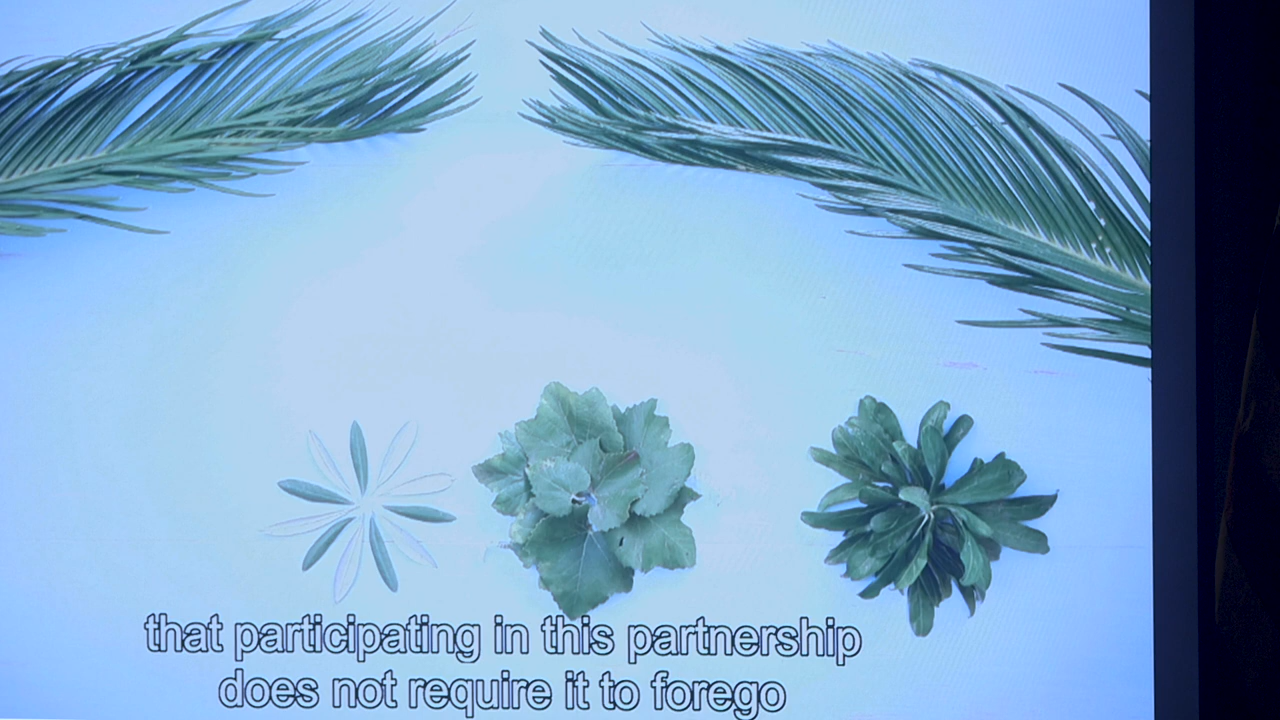 that participating in this partnership
does not require it to forego